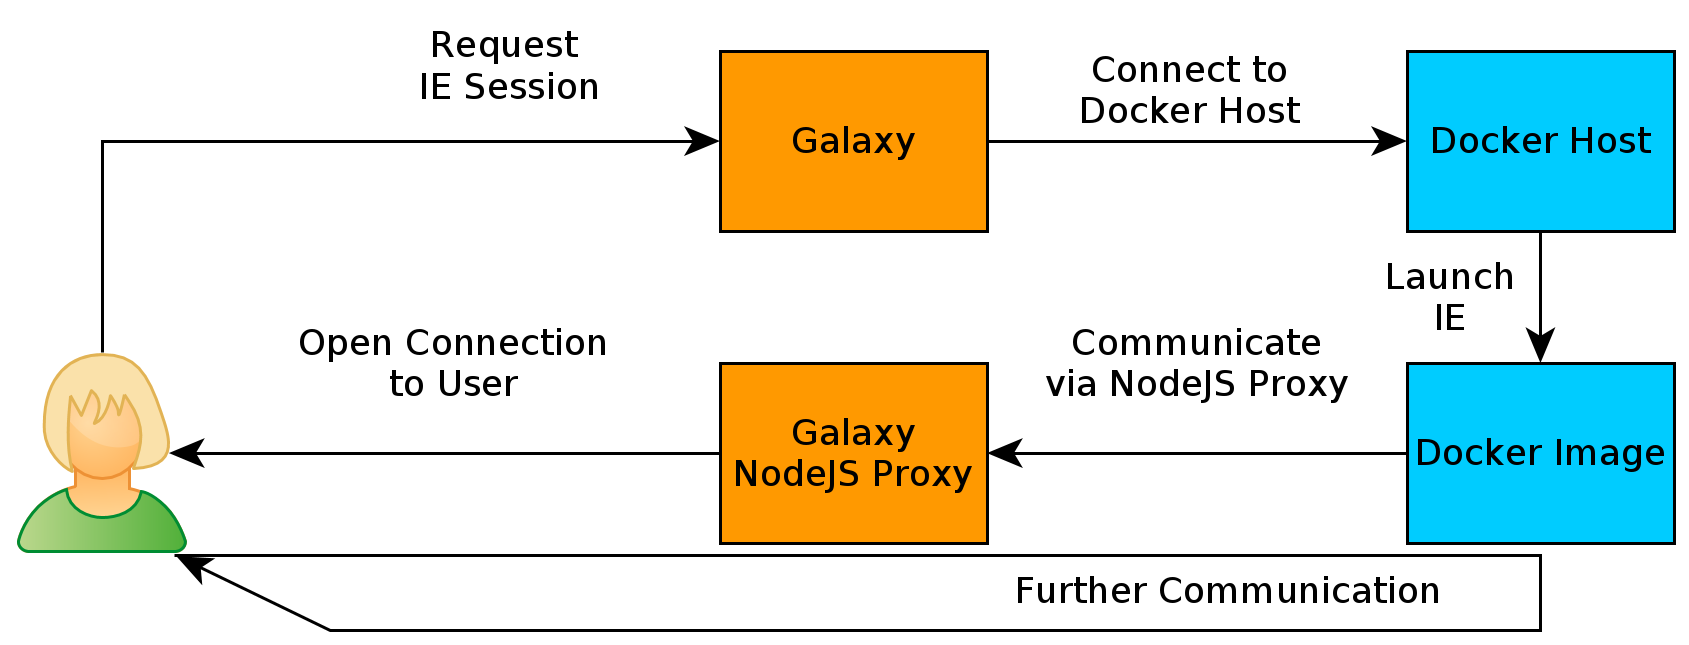 Request
IE Session
Galaxy
Connect to
Docker Host
Docker Host
Launch
IE
Open Connection
to User
Galaxy
NodeJS Proxy
Communicate
via NodeJS Proxy
Docker Image
Further Communication